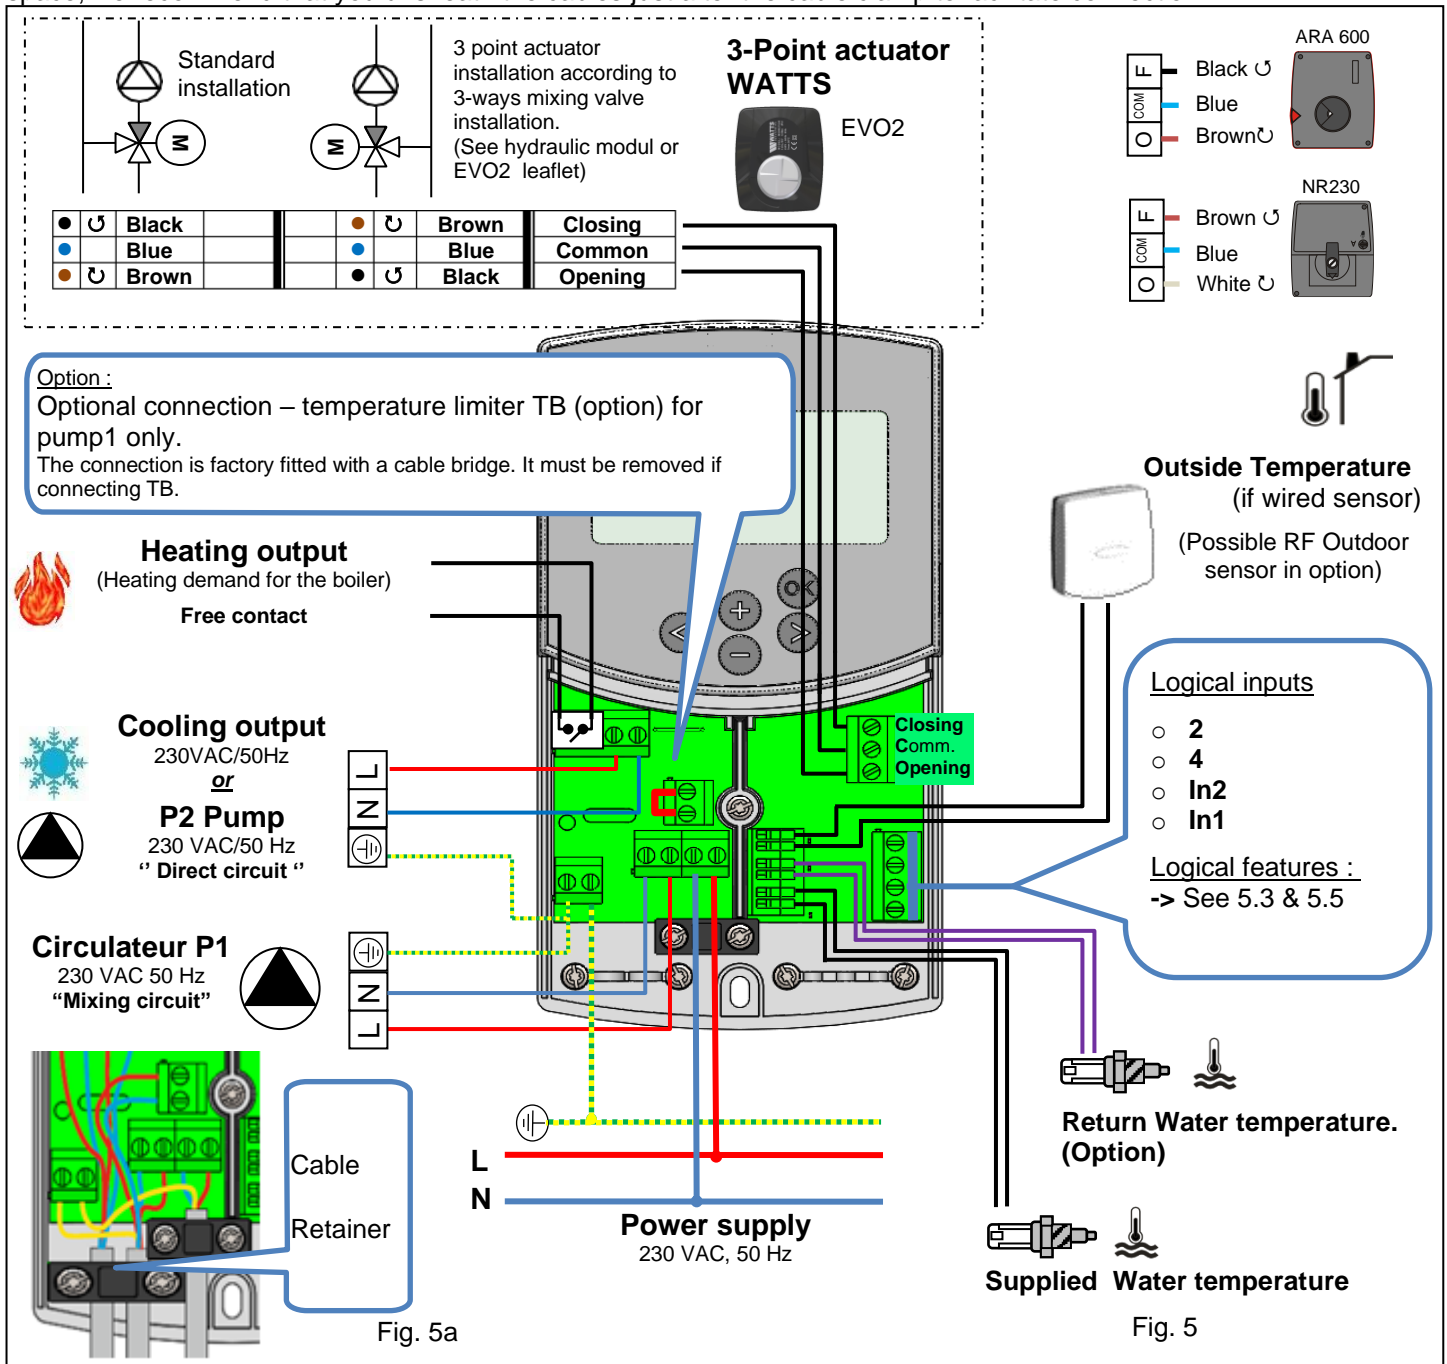 Standard
installation
3 point actuator
installation according to
3-ways mixing valve
installation.
(See hydraulic modul or
EVO2 leaflet)
3-Point actuator
WATTS
EVO2
M
M
Black Brown Closing
Blue Blue Common
Brown Black Opening
ARA 600
F Black
COM Blue
O Brown
NR230
F Brown
COM Blue
O White
Option :
Optional connection – temperature limiter TB (option) for
pump1 only.
The connection is factory fitted with a cable bridge. It must be removed if
connecting TB.
Outside Temperature
(if wired sensor)
(Possible RF Outdoor
sensor in option)
Heating output
(Heating demand for the boiler)
Free contact
OK
Cooling output
230VAC/50Hz
or
P2 Pump
230 VAC/50 Hz
‘’ Direct circuit ‘’
L
N
Closing
Comm.
Opening
Logical inputs
○ 2
○ 4
○ In2
○ In1
Logical features :
-> See 5.3 & 5.5
Circulateur P1
230 VAC 50 Hz
“Mixing circuit”
N
L
Cable
Retainer
Fig. 5a
L
N
Power supply
230 VAC, 50 Hz
Return Water temperature.
(Option)
Supplied Water temperature
Fig. 5